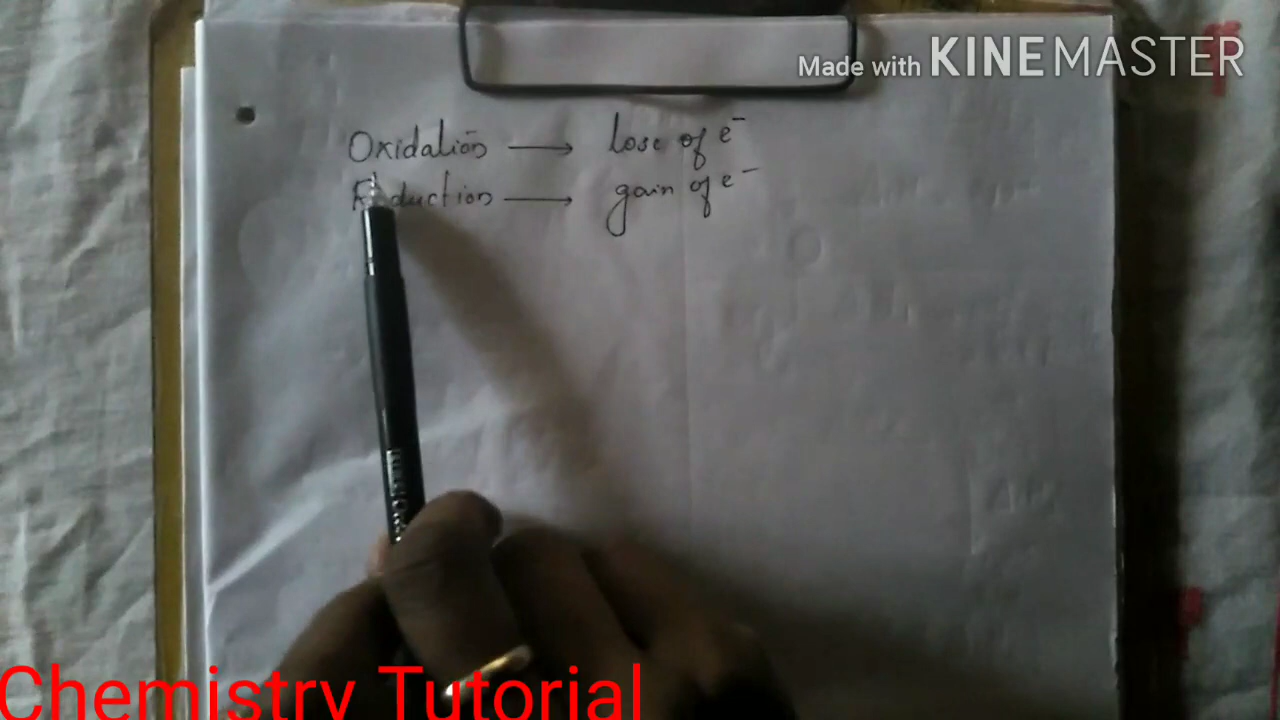 Made with KINEMASTER
Oxidation → lose of e⁻
Reduction → gain of e⁻
Chemistry Tutorial